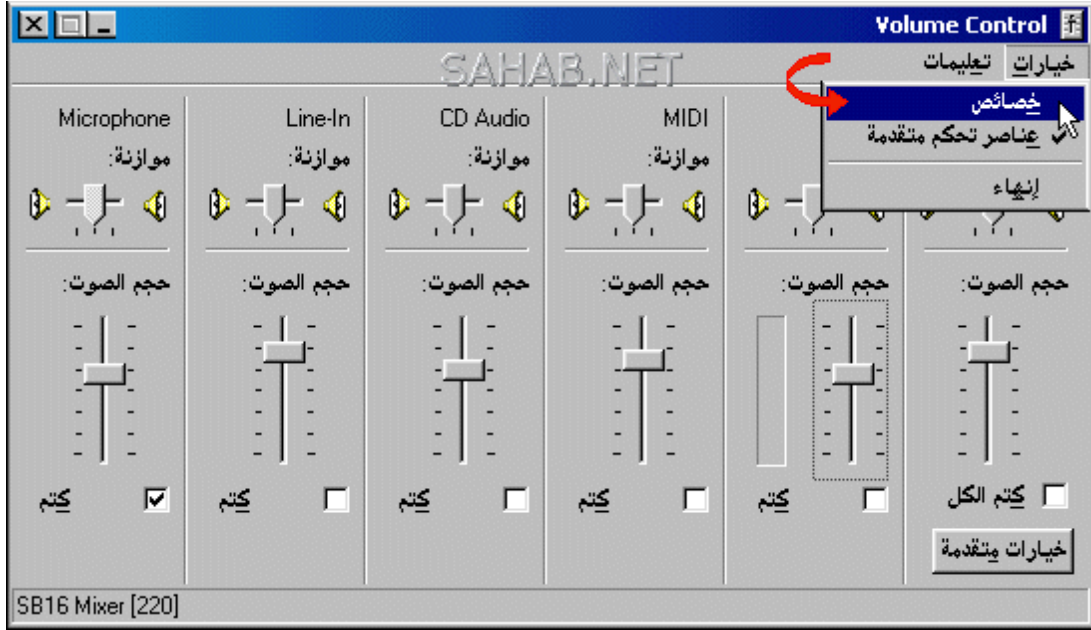 Volume Control
خيارات تعليمات
SAHAB.NET
خصائص
عناصر تحكم متقدمة
إنهاء
MIDI
CD Audio
Line-In
Microphone
موازنة:
موازنة:
موازنة:
موازنة:
حجم الصوت:
حجم الصوت:
حجم الصوت:
حجم الصوت:
حجم الصوت:
حجم الصوت:
كتم الكل
كتم
كتم
كتم
كتم
كتم
خيارات متقدمة
SB16 Mixer [220]